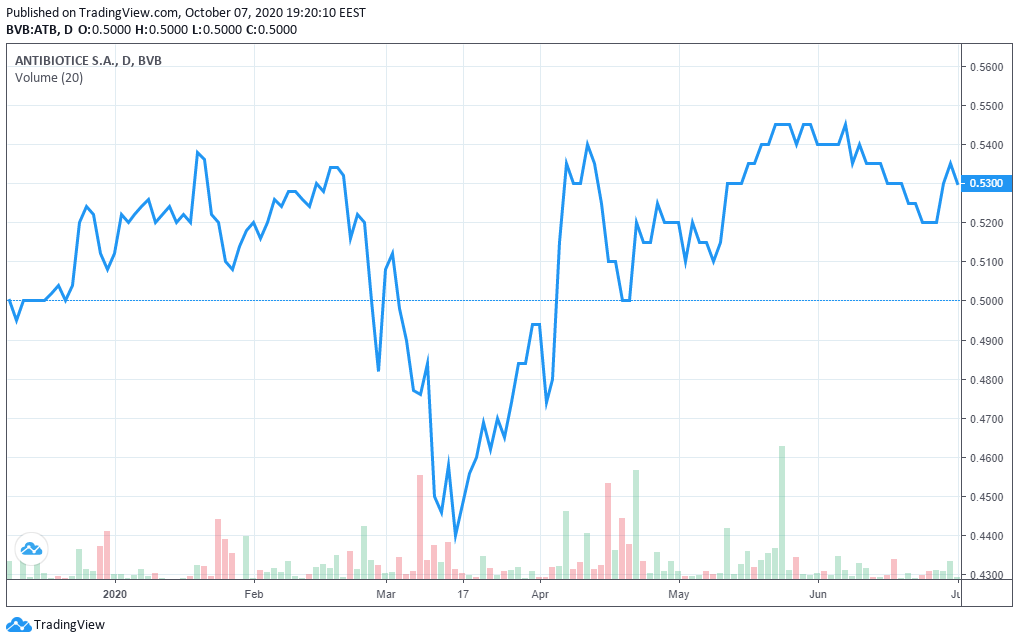 Published on TradingView.com, October 07, 2020 19:20:10 EEST
BVB:ATB, D O:0.5000 H:0.5000 L:0.5000 C:0.5000
ANTIBIOTICE S.A., D, BVB
Volume (20)
0.5600
0.5500
0.5400
0.5300
0.5200
0.5100
0.5000
0.4900
0.4800
0.4700
0.4600
0.4500
0.4400
0.4300
2020 Feb Mar 17 Apr May Jun Ju
TradingView